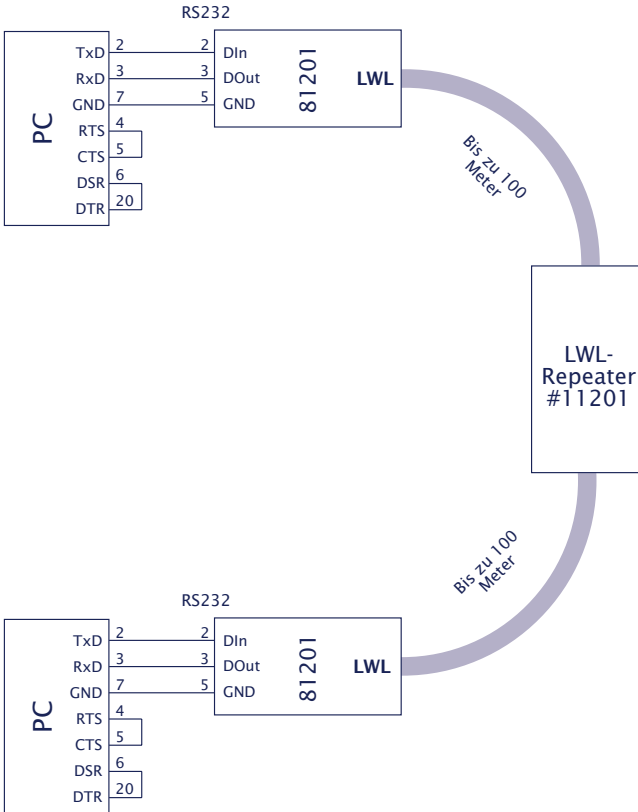 RS232
TxD 2 2 DIn
RxD 3 3 DOut
GND 7 5 GND
RTS 4
CTS 5
DSR 6
DTR 20
PC
81201
LWL
Bis zu 100
Meter
LWL-
Repeater
#11201
Bis zu 100
Meter
RS232
TxD 2 2 DIn
RxD 3 3 DOut
GND 7 5 GND
RTS 4
CTS 5
DSR 6
DTR 20
PC
81201
LWL